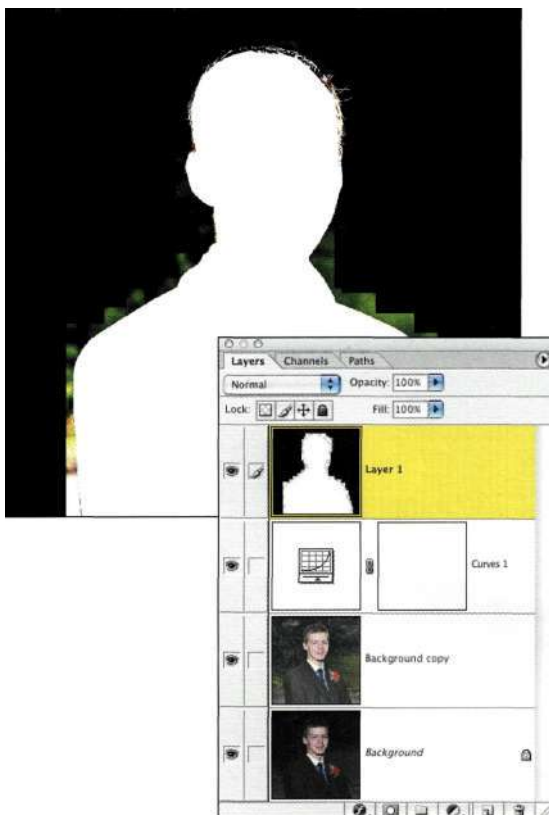 Layers Channels Paths
Normal Opacity: 100%
Lock: Fill: 100%
Layer 1
Curves 1
Background copy
Background